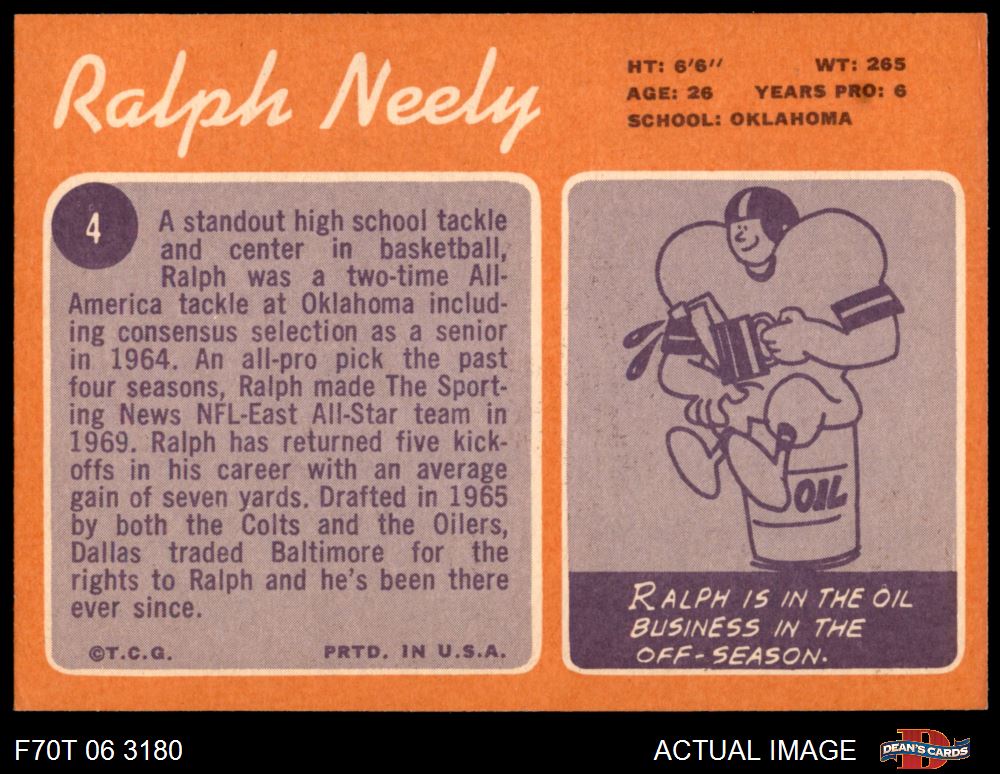 Ralph Neely
HT: 6'6" WT: 265
AGE: 26 YEARS PRO: 6
SCHOOL: OKLAHOMA
4
A standout high school tackle
and center in basketball,
Ralph was a two-time All-
America tackle at Oklahoma includ-
ing consensus selection as a senior
in 1964. An all-pro pick the past
four seasons, Ralph made The Sport-
ing News NFL-East All-Star team in
1969. Ralph has returned five kick-
offs in his career with an average
gain of seven yards. Drafted in 1965
by both the Colts and the Oilers,
Dallas traded Baltimore for the
rights to Ralph and he's been there
ever since.
©T.C.G. PRTD. IN U.S.A.
OIL
RALPH IS IN THE OIL
BUSINESS IN THE
OFF-SEASON.
F70T 06 3180 ACTUAL IMAGE
D
DEAN'S CARDS